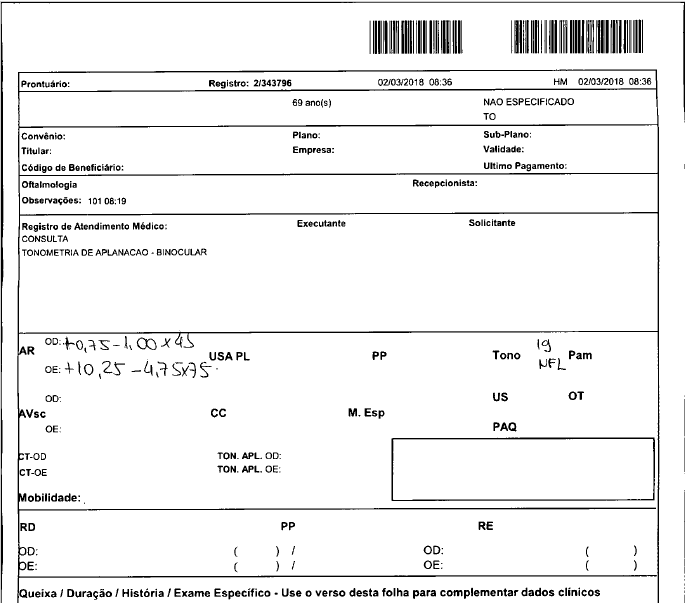 Prontuário: Registro: 2/343796 02/03/2018 08:36 HM 02/03/2018 08:36
69 ano(s) NAO ESPECIFICADO
TO
Convênio: Plano: Sub-Plano:
Titular: Empresa: Validade:
Código de Beneficiário: Ultimo Pagamento:
Oftalmologia Recepcionista:
Observações: 101 08:19
Registro de Atendimento Médico: Executante Solicitante
CONSULTA
TONOMETRIA DE APLANACAO - BINOCULAR
AR OD: +0,75 -1,00 x 45 USA PL PP Tono 19 Pam
OE: +10,25 -4,75x75. NFL
OD: US OT
AVsc CC M. Esp
OE: PAQ
CT-OD TON. APL. OD:
CT-OE TON. APL. OE:
Mobilidade:
RD PP RE
OD: ( ) / OD: ( )
OE: ( ) / OE: ( )
Queixa / Duração / História / Exame Específico - Use o verso desta folha para complementar dados clínicos